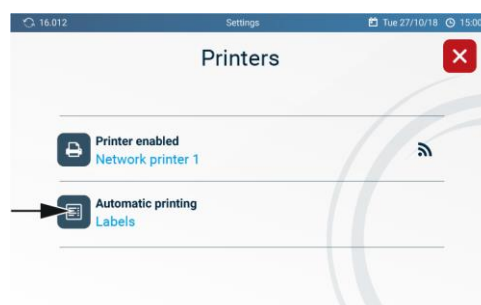 16.012 Settings Tue 27/10/18 15:00
Printers
Printer enabled
Network printer 1
Automatic printing
Labels